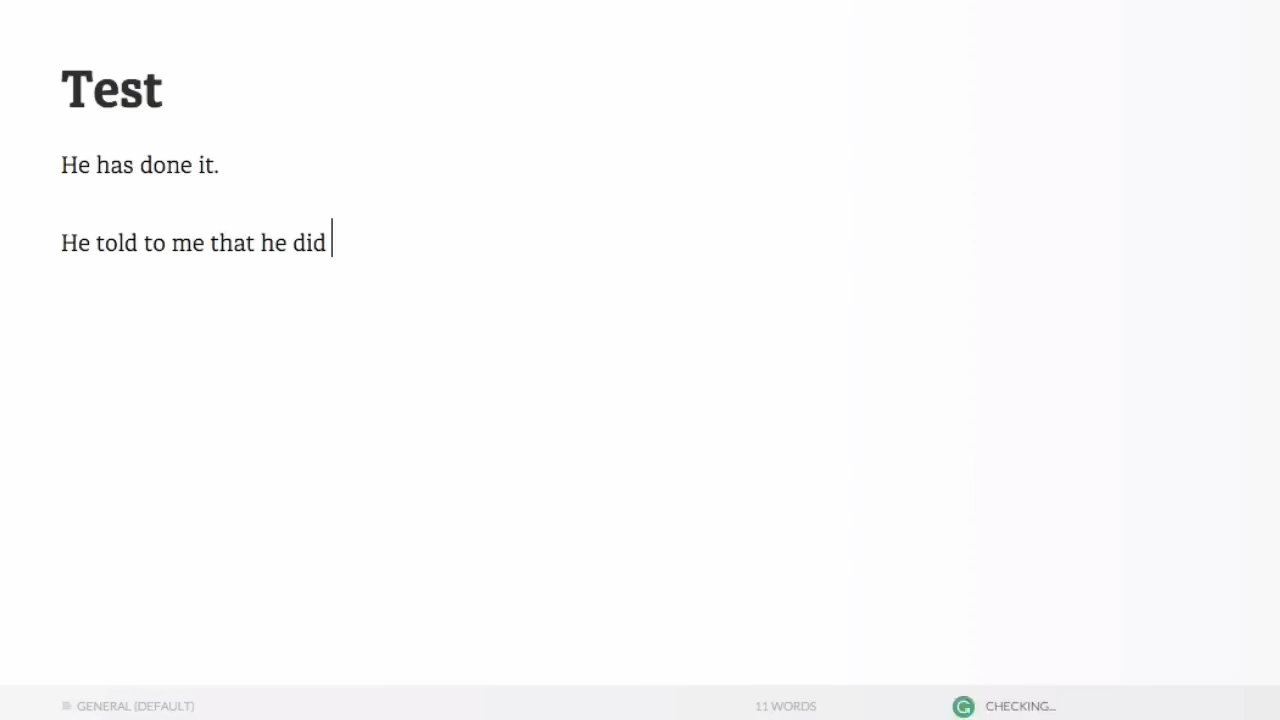 Test
He has done it.
He told to me that he did
GENERAL (DEFAULT) 11 WORDS G CHECKING...